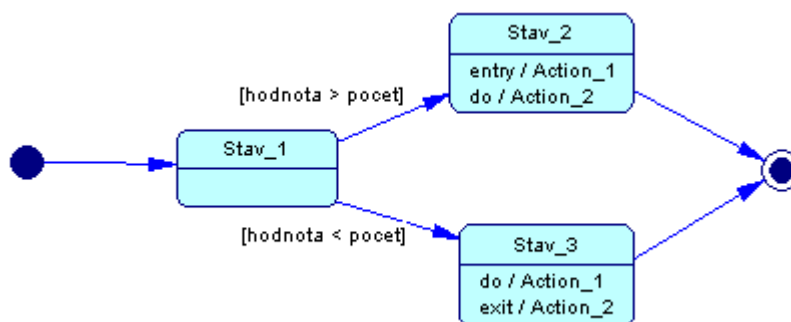 Stav_2
entry / Action_1
do / Action_2
[hodnota > pocet]
Stav_1
[hodnota < pocet]
Stav_3
do / Action_1
exit / Action_2